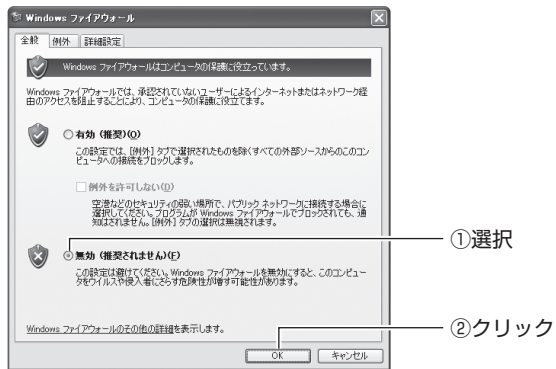 Windows ファイアウォール
全般 例外 詳細設定
Windows ファイアウォールはコンピュータの保護に役立っています。
Windows ファイアウォールでは、承認されていないユーザーによるインターネットまたはネットワーク経
由のアクセスを阻止することにより、コンピュータの保護に役立てます。
有効 (推奨)(O)
この設定では、[例外] タブで選択されたものを除くすべての外部ソースからのこのコン
ピュータへの接続をブロックします。
例外を許可しない(D)
空港などのセキュリティの弱い場所で、パブリック ネットワークに接続する場合に
選択してください。プログラムが Windows ファイアウォールでブロックされても、通
知はされません。[例外] タブの選択は無視されます。
無効 (推奨されません)(F)
①選択
この設定は避けてください。Windows ファイアウォールを無効にすると、このコンピュー
タをウイルスや侵入者にさらす危険性が増す可能性があります。
Windows ファイアウォールのその他の詳細を表示します。
②クリック
OK キャンセル